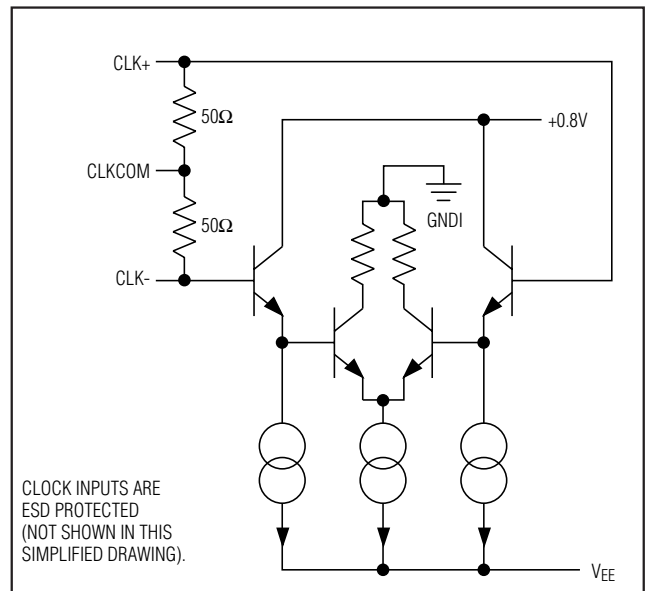 CLK+
50Ω
+0.8V
CLKCOM
GNDI
50Ω
CLK-
CLOCK INPUTS ARE
ESD PROTECTED
(NOT SHOWN IN THIS
SIMPLIFIED DRAWING).
VEE